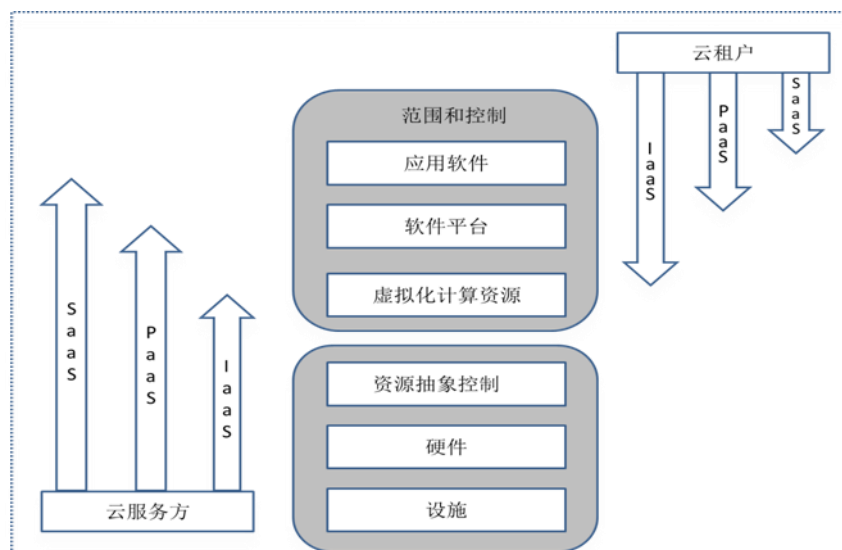 云租户
SaaS
PaaS
IaaS
范围和控制
应用软件
软件平台
虚拟化计算资源
SaaS
PaaS
IaaS
资源抽象控制
硬件
设施
云服务方